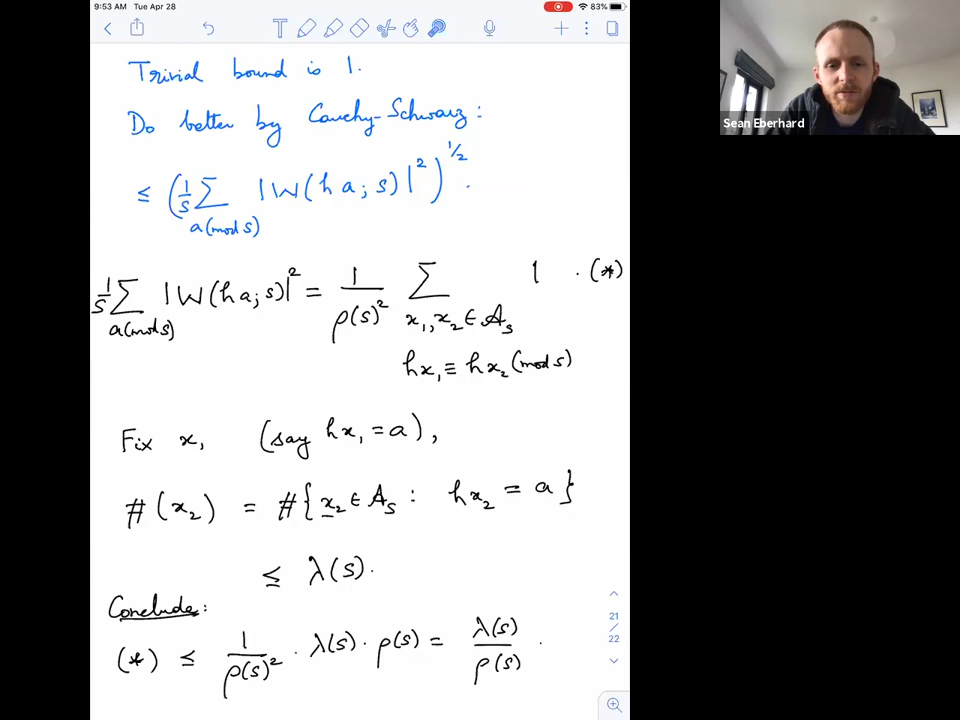 9:53 AM Tue Apr 28
83%
Trivial bound is 1.
Do better by Cauchy-Schwarz:
≤ (1/s ∑_{a(mod s)} |W(ha; s)|²)^{1/2}.
1/s ∑_{a(mod s)} |W(ha; s)|² = 1/ρ(s)² ∑_{x₁, x₂ ∈ A_s, hx₁ ≡ hx₂ (mod s)} 1 . (*)
Fix x₁ (say hx₁ = a),
#(x₂) = #{x₂ ∈ A_s : hx₂ = a}
≤ λ(s).
Conclude:
(*) ≤ 1/ρ(s)² · λ(s) · ρ(s) = λ(s)/ρ(s) .
21
/
22
Sean Eberhard